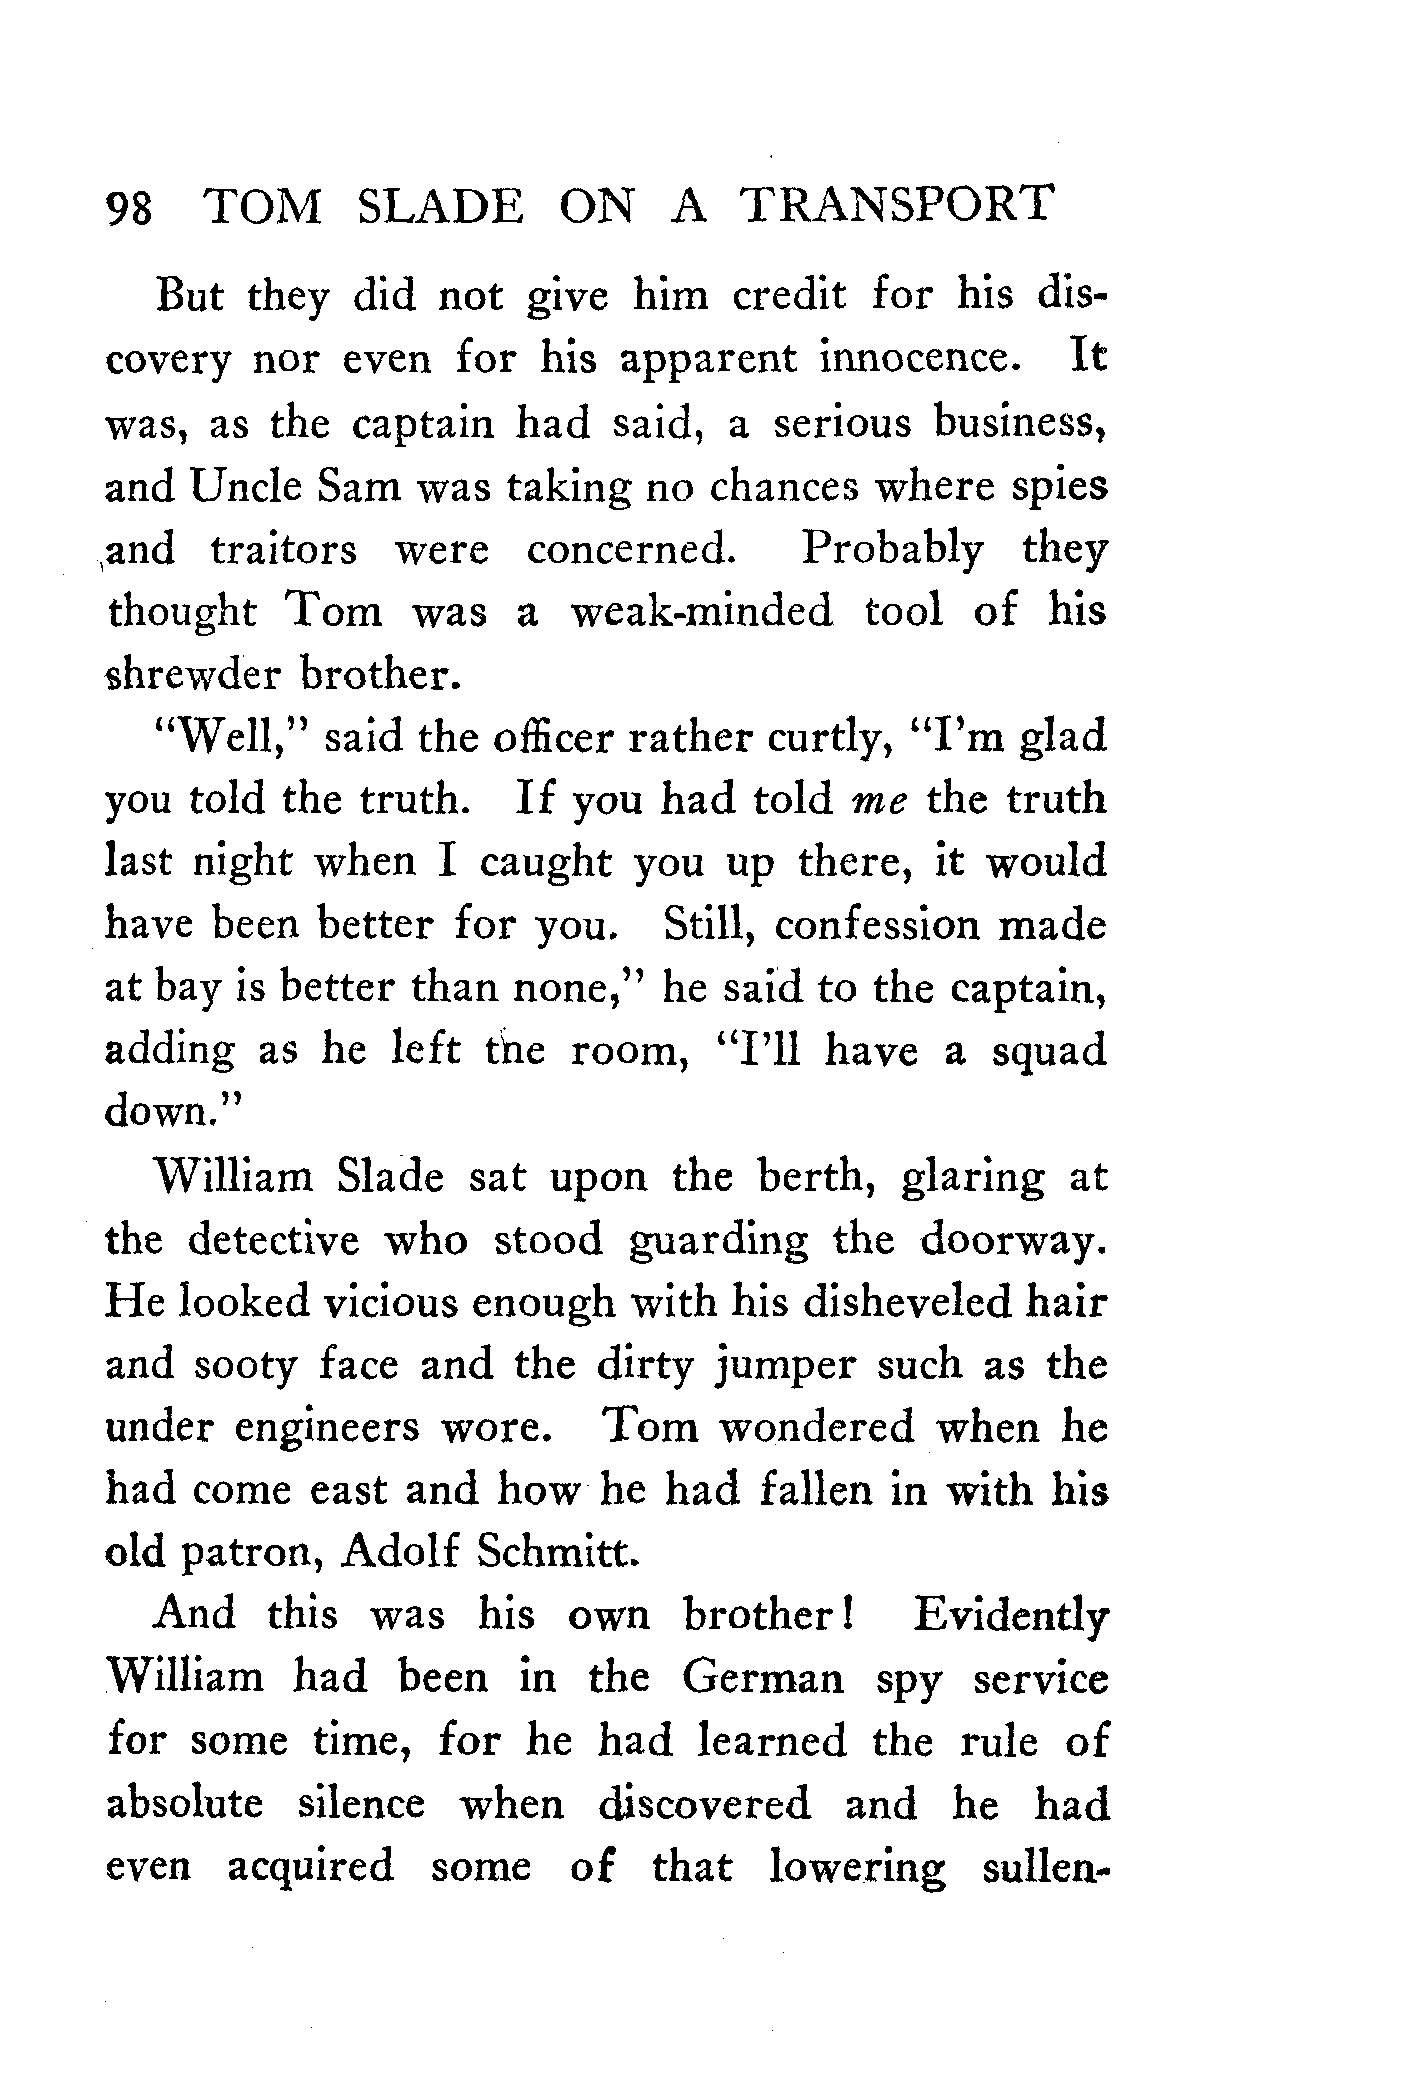 98 TOM SLADE ON A TRANSPORT
But they did not give him credit for his dis-
covery nor even for his apparent innocence. It
was, as the captain had said, a serious business,
and Uncle Sam was taking no chances where spies
and traitors were concerned. Probably they
thought Tom was a weak-minded tool of his
shrewder brother.
"Well," said the officer rather curtly, "I'm glad
you told the truth. If you had told me the truth
last night when I caught you up there, it would
have been better for you. Still, confession made
at bay is better than none," he said to the captain,
adding as he left the room, "I'll have a squad
down."
William Slade sat upon the berth, glaring at
the detective who stood guarding the doorway.
He looked vicious enough with his disheveled hair
and sooty face and the dirty jumper such as the
under engineers wore. Tom wondered when he
had come east and how he had fallen in with his
old patron, Adolf Schmitt.
And this was his own brother! Evidently
William had been in the German spy service
for some time, for he had learned the rule of
absolute silence when discovered and he had
even acquired some of that lowering sullen-